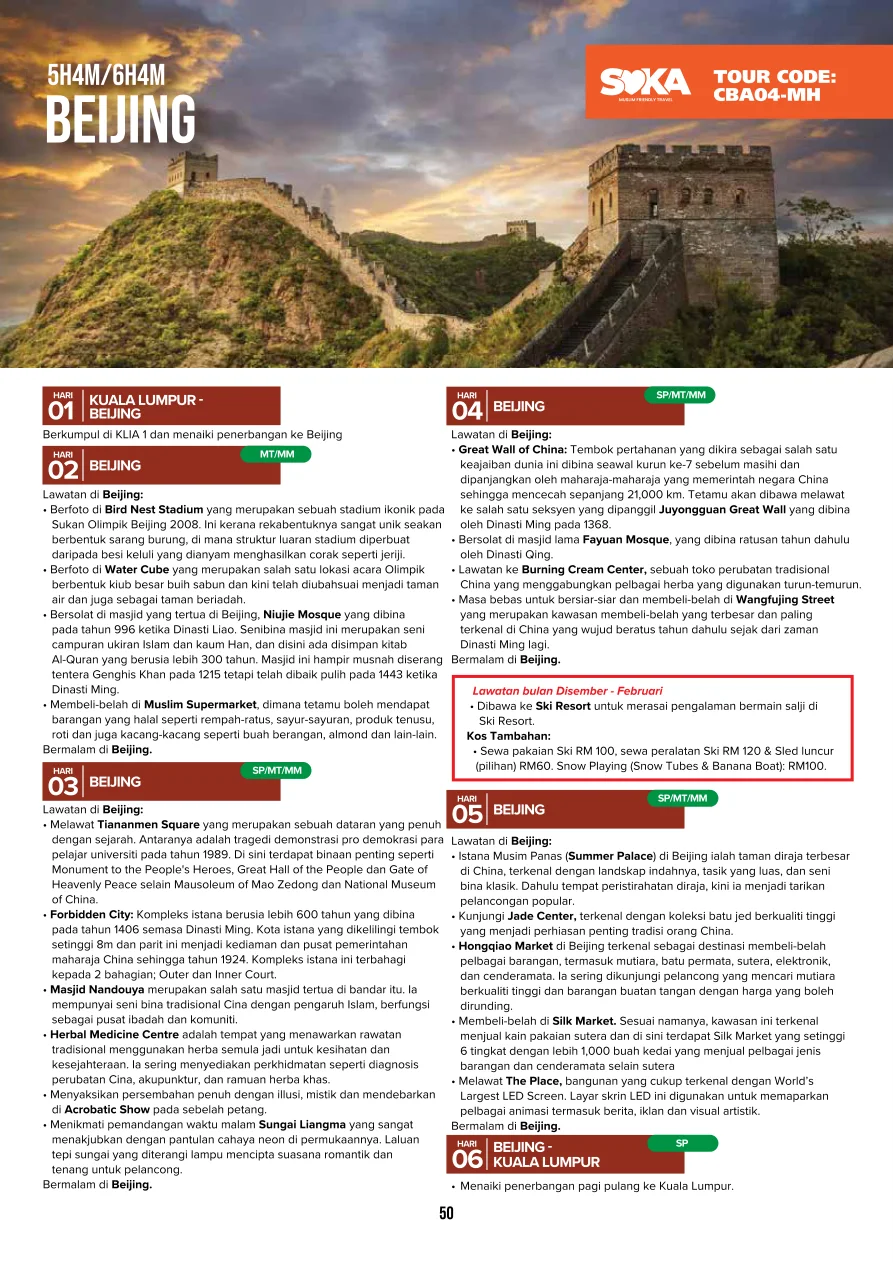 5H4M/6H4M
BEIJING
SOKA
MUSLIM FRIENDLY TRAVEL
TOUR CODE:
CBA04-MH
HARI
01
KUALA LUMPUR -
BEIJING
Berkumpul di KLIA 1 dan menaiki penerbangan ke Beijing
HARI
02
BEIJING
MT/MM
Lawatan di Beijing:
• Berfoto di Bird Nest Stadium yang merupakan sebuah stadium ikonik pada
Sukan Olimpik Beijing 2008. Ini kerana rekabentuknya sangat unik seakan
berbentuk sarang burung, di mana struktur luaran stadium diperbuat
daripada besi keluli yang dianyam menghasilkan corak seperti jeriji.
• Berfoto di Water Cube yang merupakan salah satu lokasi acara Olimpik
berbentuk kiub besar buih sabun dan kini telah diubahsuai menjadi taman
air dan juga sebagai taman beriadah.
• Bersolat di masjid yang tertua di Beijing, Niujie Mosque yang dibina
pada tahun 996 ketika Dinasti Liao. Senibina masjid ini merupakan seni
campuran ukiran Islam dan kaum Han, dan disini ada disimpan kitab
Al-Quran yang berusia lebih 300 tahun. Masjid ini hampir musnah diserang
tentera Genghis Khan pada 1215 tetapi telah dibaik pulih pada 1443 ketika
Dinasti Ming.
• Membeli-belah di Muslim Supermarket, dimana tetamu boleh mendapat
barangan yang halal seperti rempah-ratus, sayur-sayuran, produk tenusu,
roti dan juga kacang-kacang seperti buah berangan, almond dan lain-lain.
Bermalam di Beijing.
HARI
03
BEIJING
SP/MT/MM
Lawatan di Beijing:
• Melawat Tiananmen Square yang merupakan sebuah dataran yang penuh
dengan sejarah. Antaranya adalah tragedi demonstrasi pro demokrasi para
pelajar universiti pada tahun 1989. Di sini terdapat binaan penting seperti
Monument to the People's Heroes, Great Hall of the People dan Gate of
Heavenly Peace selain Mausoleum of Mao Zedong dan National Museum
of China.
• Forbidden City: Kompleks istana berusia lebih 600 tahun yang dibina
pada tahun 1406 semasa Dinasti Ming. Kota istana yang dikelilingi tembok
setinggi 8m dan parit ini menjadi kediaman dan pusat pemerintahan
maharaja China sehingga tahun 1924. Kompleks istana ini terbahagi
kepada 2 bahagian; Outer dan Inner Court.
• Masjid Nandouya merupakan salah satu masjid tertua di bandar itu. Ia
mempunyai seni bina tradisional Cina dengan pengaruh Islam, berfungsi
sebagai pusat ibadah dan komuniti.
• Herbal Medicine Centre adalah tempat yang menawarkan rawatan
tradisional menggunakan herba semula jadi untuk kesihatan dan
kesejahteraan. Ia sering menyediakan perkhidmatan seperti diagnosis
perubatan Cina, akupunktur, dan ramuan herba khas.
• Menyaksikan persembahan penuh dengan illusi, mistik dan mendebarkan
di Acrobatic Show pada sebelah petang.
• Menikmati pemandangan waktu malam Sungai Liangma yang sangat
menakjubkan dengan pantulan cahaya neon di permukaannya. Laluan
tepi sungai yang diterangi lampu mencipta suasana romantik dan
tenang untuk pelancong.
Bermalam di Beijing.
HARI
04
BEIJING
SP/MT/MM
Lawatan di Beijing:
• Great Wall of China: Tembok pertahanan yang dikira sebagai salah satu
keajaiban dunia ini dibina seawal kurun ke-7 sebelum masihi dan
dipanjangkan oleh maharaja-maharaja yang memerintah negara China
sehingga mencecah sepanjang 21,000 km. Tetamu akan dibawa melawat
ke salah satu seksyen yang dipanggil Juyongguan Great Wall yang dibina
oleh Dinasti Ming pada 1368.
• Bersolat di masjid lama Fayuan Mosque, yang dibina ratusan tahun dahulu
oleh Dinasti Qing.
• Lawatan ke Burning Cream Center, sebuah toko perubatan tradisional
China yang menggabungkan pelbagai herba yang digunakan turun-temurun.
• Masa bebas untuk bersiar-siar dan membeli-belah di Wangfujing Street
yang merupakan kawasan membeli-belah yang terbesar dan paling
terkenal di China yang wujud beratus tahun dahulu sejak dari zaman
Dinasti Ming lagi.
Bermalam di Beijing.
Lawatan bulan Disember - Februari
• Dibawa ke Ski Resort untuk merasai pengalaman bermain salji di
Ski Resort.
Kos Tambahan:
• Sewa pakaian Ski RM 100, sewa peralatan Ski RM 120 & Sled luncur
(pilihan) RM60. Snow Playing (Snow Tubes & Banana Boat): RM100.
HARI
05
BEIJING
SP/MT/MM
Lawatan di Beijing:
• Istana Musim Panas (Summer Palace) di Beijing ialah taman diraja terbesar
di China, terkenal dengan landskap indahnya, tasik yang luas, dan seni
bina klasik. Dahulu tempat peristirahatan diraja, kini ia menjadi tarikan
pelancongan popular.
• Kunjungi Jade Center, terkenal dengan koleksi batu jed berkualiti tinggi
yang menjadi perhiasan penting tradisi orang China.
• Hongqiao Market di Beijing terkenal sebagai destinasi membeli-belah
pelbagai barangan, termasuk mutiara, batu permata, sutera, elektronik,
dan cenderamata. Ia sering dikunjungi pelancong yang mencari mutiara
berkualiti tinggi dan barangan buatan tangan dengan harga yang boleh
dirunding.
• Membeli-belah di Silk Market. Sesuai namanya, kawasan ini terkenal
menjual kain pakaian sutera dan di sini terdapat Silk Market yang setinggi
6 tingkat dengan lebih 1,000 buah kedai yang menjual pelbagai jenis
barangan dan cenderamata selain sutera
• Melawat The Place, bangunan yang cukup terkenal dengan World's
Largest LED Screen. Layar skrin LED ini digunakan untuk memaparkan
pelbagai animasi termasuk berita, iklan dan visual artistik.
Bermalam di Beijing.
HARI
06
BEIJING -
KUALA LUMPUR
SP
• Menaiki penerbangan pagi pulang ke Kuala Lumpur.
50